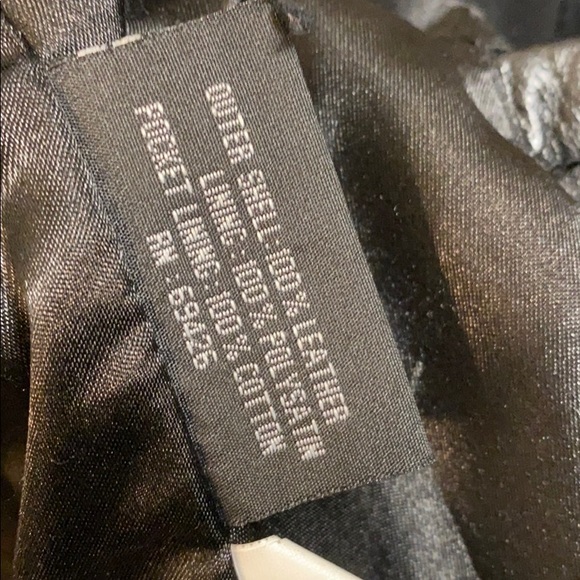 OUTER SHELL: 100% LEATHER
LINING: 100% POLYSATIN
POCKET LINING: 100% COTTON
RN: 69426